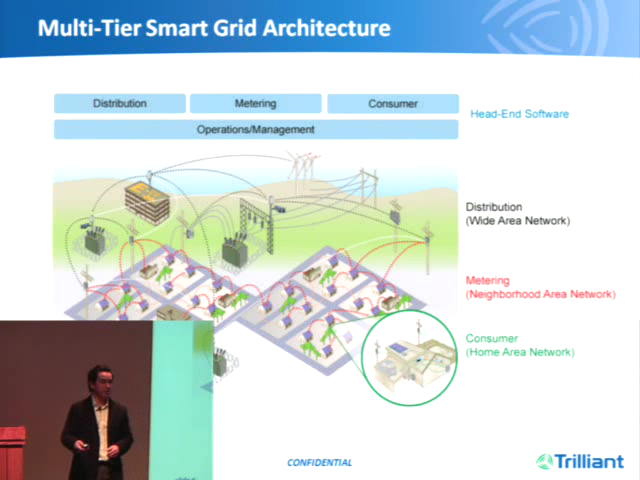 Multi-Tier Smart Grid Architecture
Distribution
Metering
Consumer
Head-End Software
Operations/Management
Distribution
(Wide Area Network)
Metering
(Neighborhood Area Network)
Consumer
(Home Area Network)
CONFIDENTIAL
Trilliant